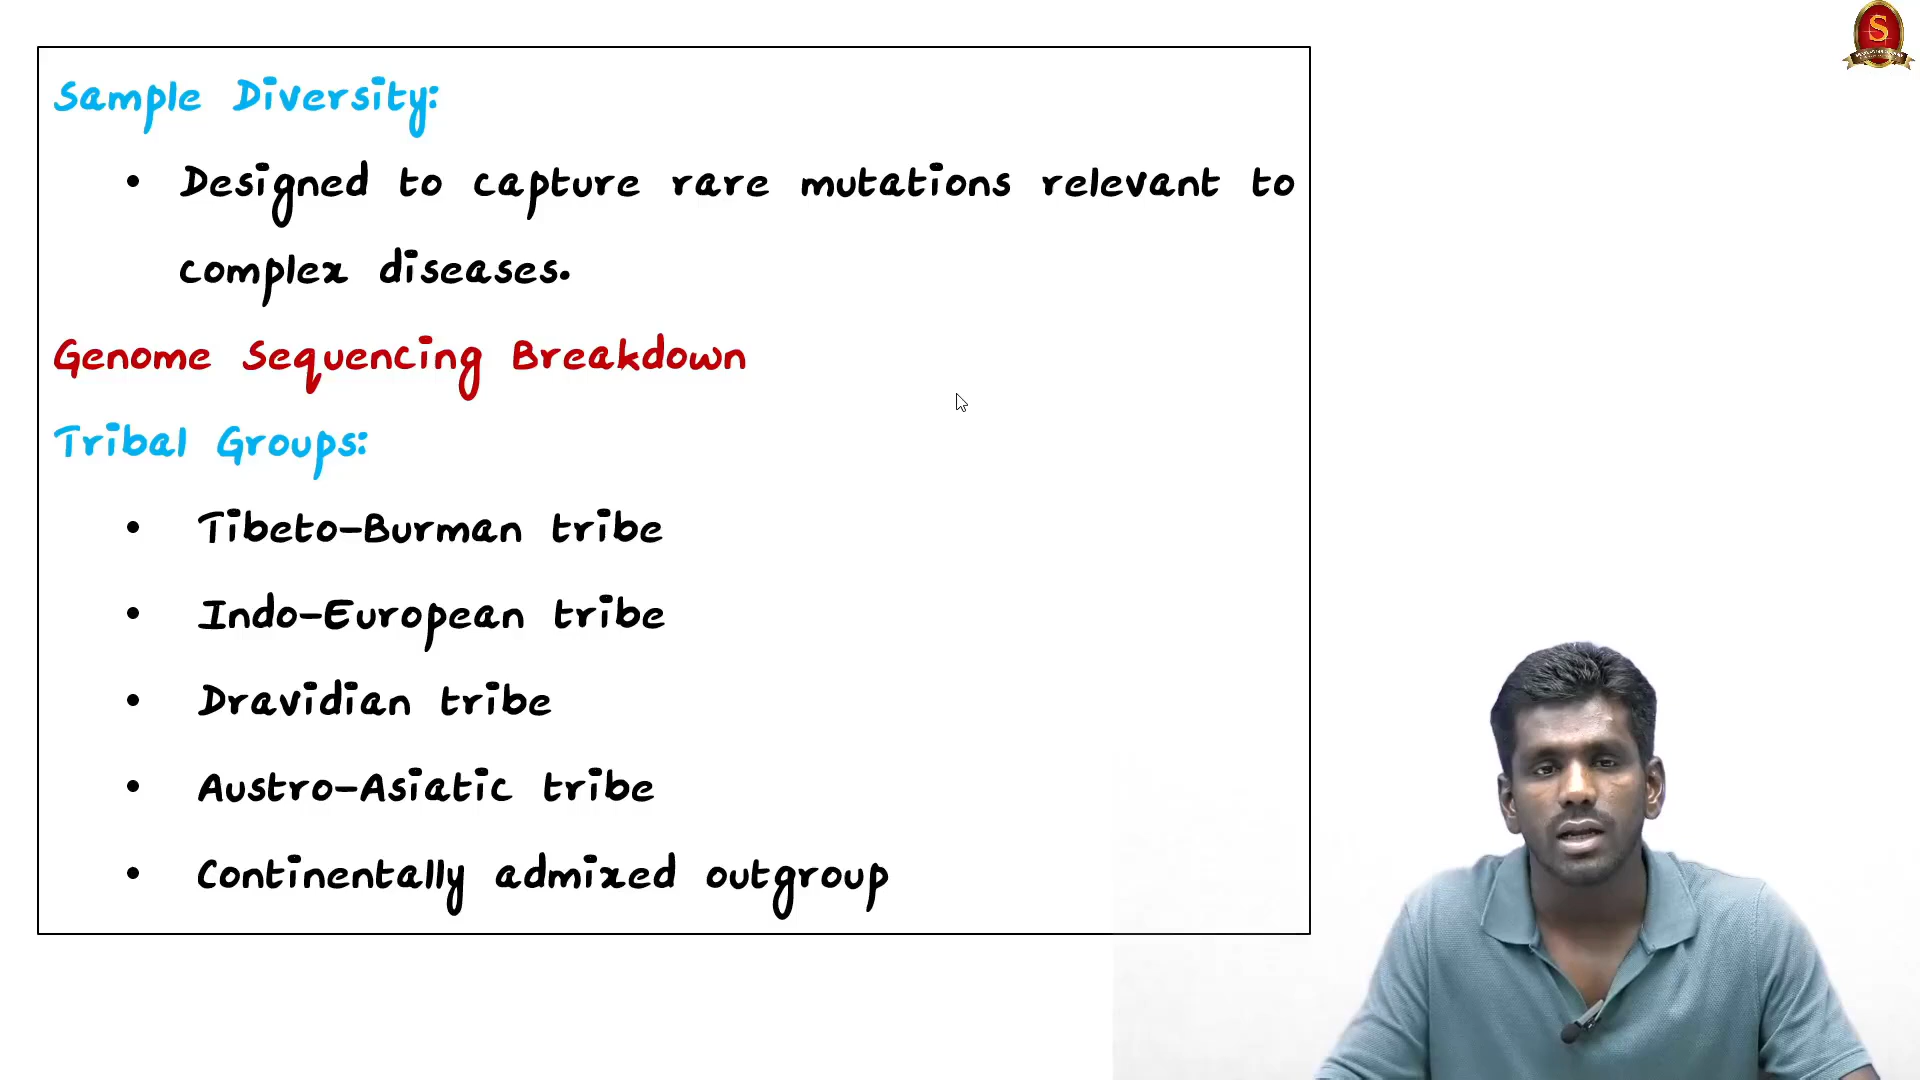 Sample Diversity:
• Designed to capture rare mutations relevant to
complex diseases.
Genome Sequencing Breakdown
Tribal Groups:
• Tibeto-Burman tribe
• Indo-European tribe
• Dravidian tribe
• Austro-Asiatic tribe
• Continentally admixed outgroup
S